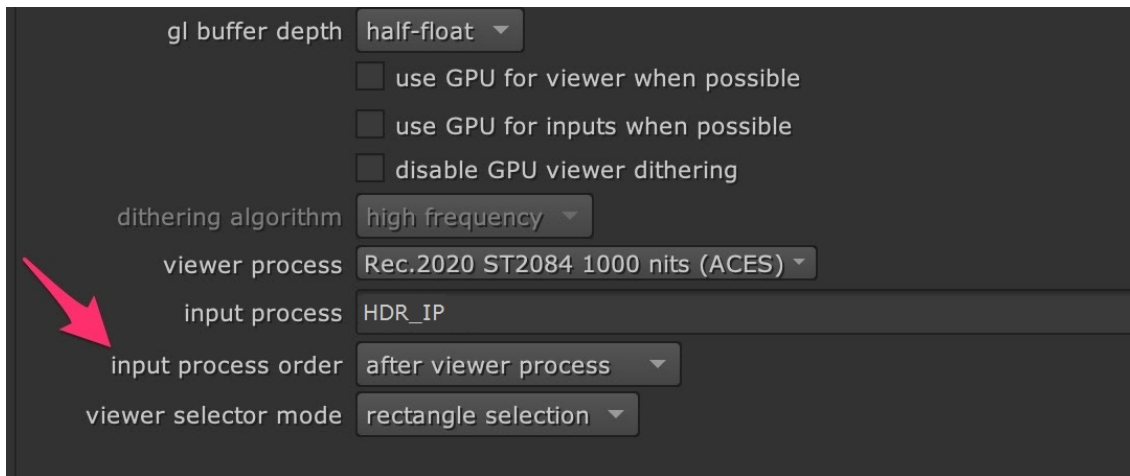 gl buffer depth half-float
use GPU for viewer when possible
use GPU for inputs when possible
disable GPU viewer dithering
dithering algorithm high frequency
viewer process Rec.2020 ST2084 1000 nits (ACES)
input process HDR_IP
input process order after viewer process
viewer selector mode rectangle selection